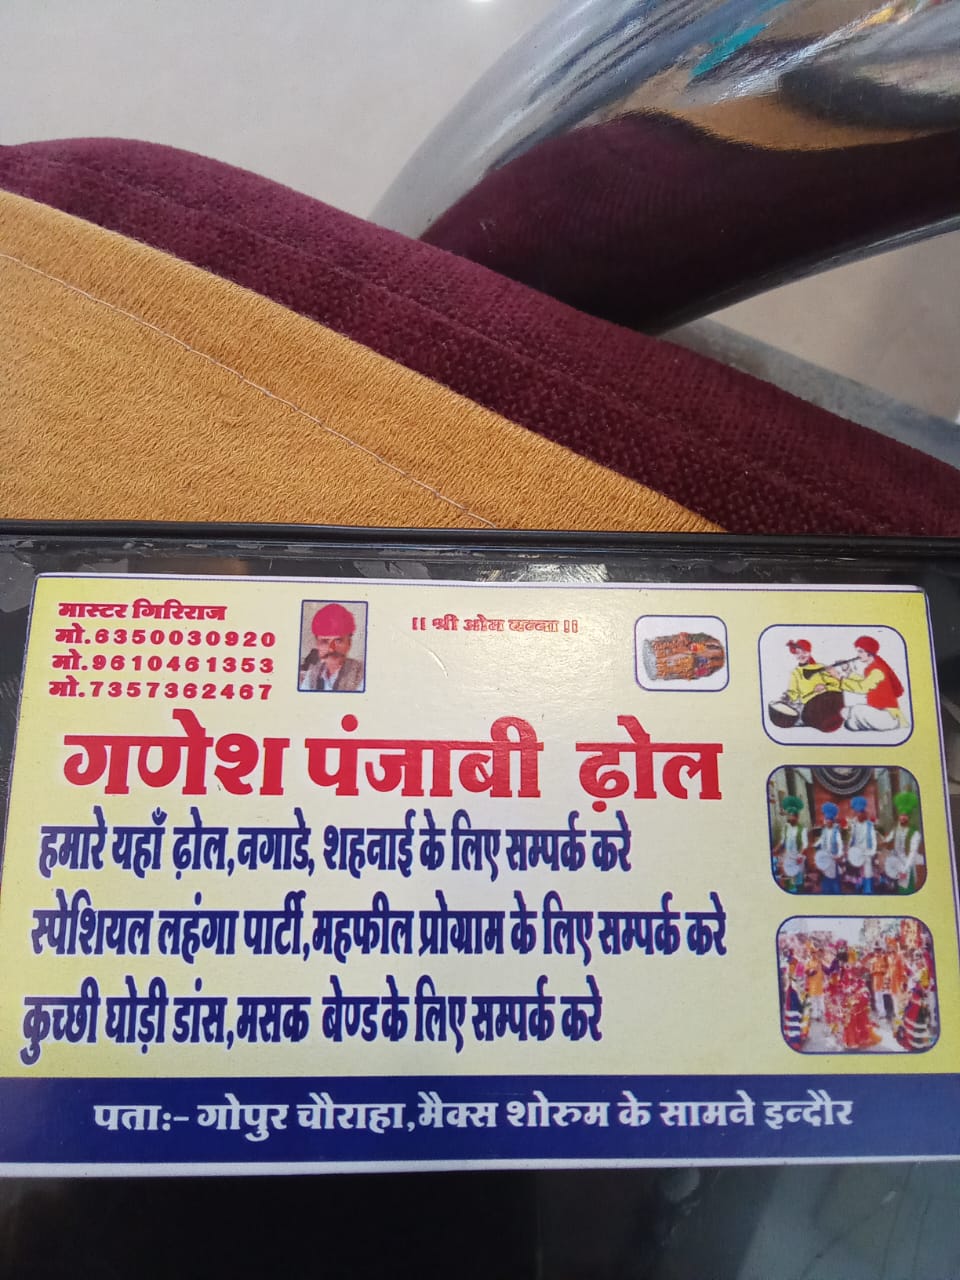 मास्टर गिरिराज
मो.6350030920
मो.9610461353
मो.7357362467
।। श्री ओम बन्ना ।।
गणेश पंजाबी ढ़ोल
हमारे यहाँ ढ़ोल,नगाडे, शहनाई के लिए सम्पर्क करे
स्पेशियल लहंगा पार्टी,महफील प्रोग्राम के लिए सम्पर्क करे
कुच्छी घोड़ी डांस,मसक बेण्ड के लिए सम्पर्क करे
पताः- गोपुर चौराहा,मैक्स शोरुम के सामने इन्दौर